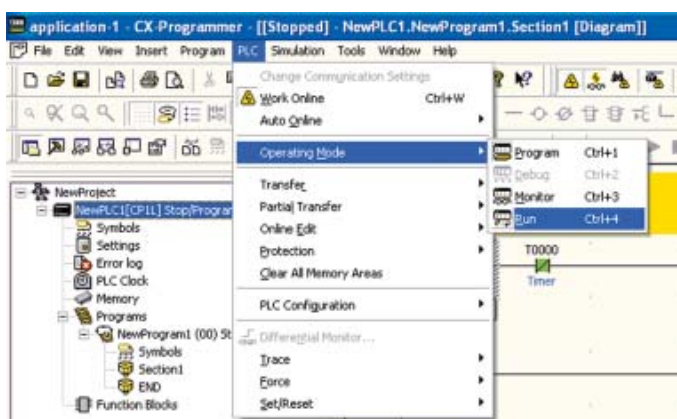 application-1 - CX-Programmer - [[Stopped] - NewPLC1.NewProgram1.Section1 [Diagram]]
File Edit View Insert Program PLC Simulation Tools Window Help
Change Communication Settings
Work Online Ctrl+W
Auto Online
Operating Mode
Program Ctrl+1
Debug Ctrl+2
Monitor Ctrl+3
Run Ctrl+4
Transfer
Partial Transfer
Online Edit
Protection
Clear All Memory Areas
PLC Configuration
Differential Monitor...
Trace
Force
Set/Reset
NewProject
NewPLC1[CP1L] Stop/Program
Symbols
Settings
Error log
PLC Clock
Memory
Programs
NewProgram1 (00) St
Symbols
Section1
END
Function Blocks
T0000
Timer